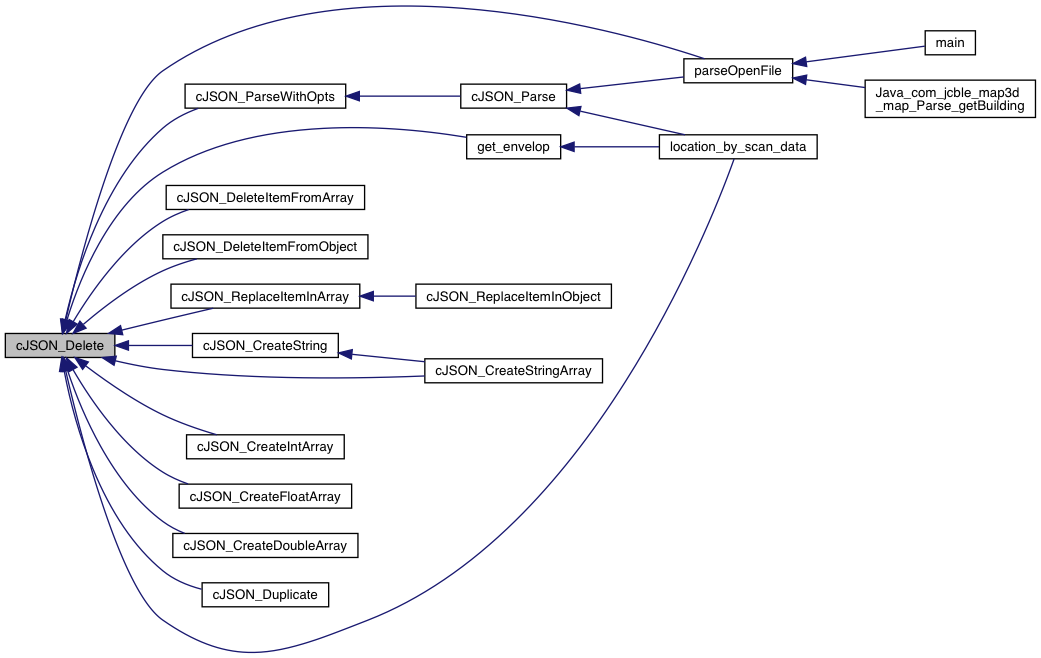 main
parseOpenFile
cJSON_ParseWithOpts
cJSON_Parse
Java_com_jcble_map3d
_map_Parse_getBuilding
get_envelop
location_by_scan_data
cJSON_DeleteItemFromArray
cJSON_DeleteItemFromObject
cJSON_ReplaceItemInArray
cJSON_ReplaceItemInObject
cJSON_Delete
cJSON_CreateString
cJSON_CreateStringArray
cJSON_CreateIntArray
cJSON_CreateFloatArray
cJSON_CreateDoubleArray
cJSON_Duplicate